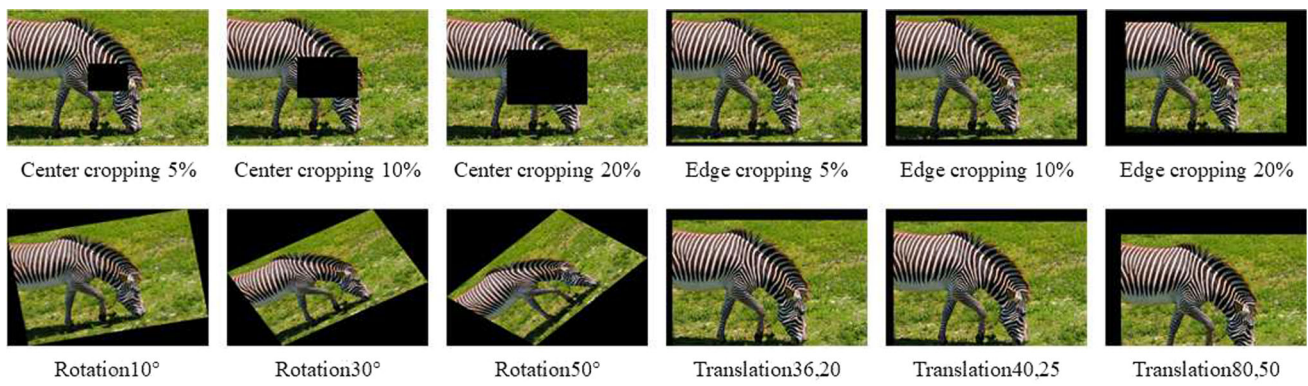 Center cropping 5%
Center cropping 10%
Center cropping 20%
Edge cropping 5%
Edge cropping 10%
Edge cropping 20%
Rotation10°
Rotation30°
Rotation50°
Translation36,20
Translation40,25
Translation80,50